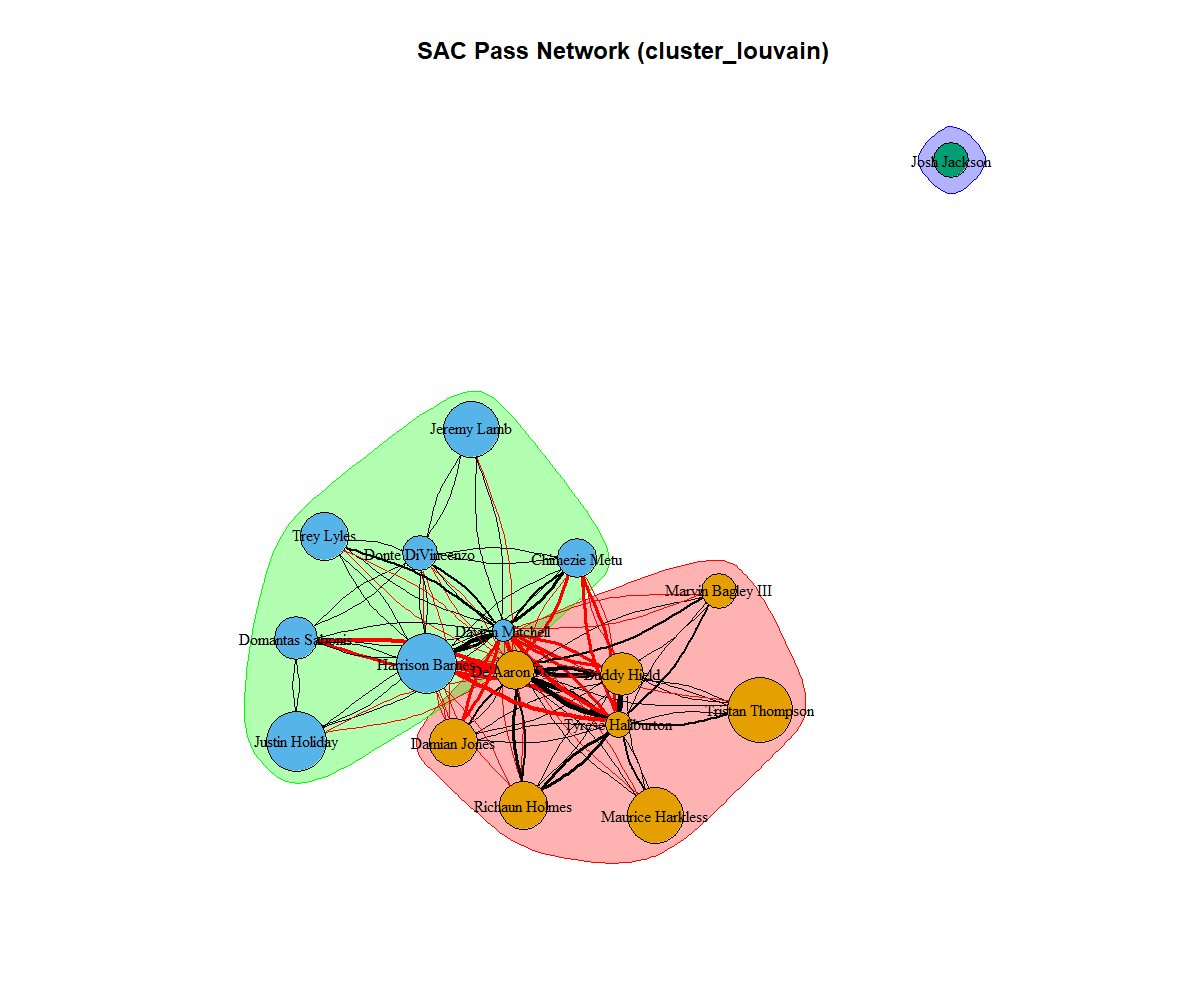 SAC Pass Network (cluster_louvain)
Josh Jackson
Jeremy Lamb
Trey Lyles
Donte DiVincenzo
Chimezie Metu
Marvin Bagley III
Davion Mitchell
Domantas Sabonis
Harrison Barnes
De'Aaron
Buddy Hield
Tristan Thompson
Tyrese Haliburton
Justin Holiday
Damian Jones
Richaun Holmes
Maurice Harkless